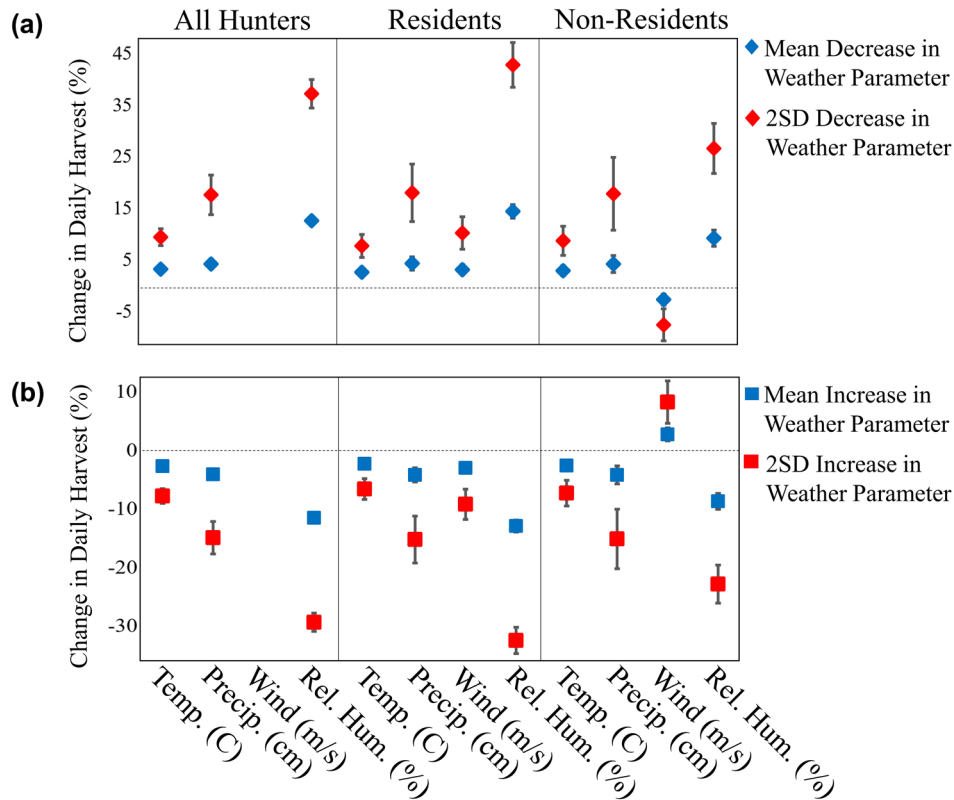 (a)
All Hunters
Residents
Non-Residents
Change in Daily Harvest (%)
45
35
25
15
5
-5
Mean Decrease in
Weather Parameter
2SD Decrease in
Weather Parameter
(b)
Change in Daily Harvest (%)
10
0
-10
-20
-30
Mean Increase in
Weather Parameter
2SD Increase in
Weather Parameter
Temp. (C)
Precip. (cm)
Wind (m/s)
Rel. Hum. (%)
Temp. (C)
Precip. (cm)
Wind (m/s)
Rel. Hum. (%)
Temp. (C)
Precip. (cm)
Wind (m/s)
Rel. Hum. (%)